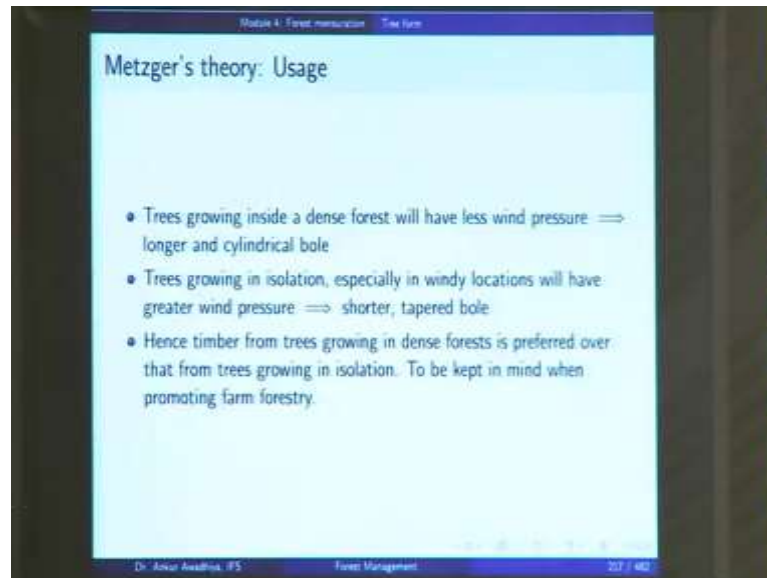 Module 4: Forest mensuration Tree form
Metzger's theory: Usage
Trees growing inside a dense forest will have less wind pressure ⟹
longer and cylindrical bole
Trees growing in isolation, especially in windy locations will have
greater wind pressure ⟹ shorter, tapered bole
Hence timber from trees growing in dense forests is preferred over
that from trees growing in isolation. To be kept in mind when
promoting farm forestry.
Dr. Ankur Awadhiya, IFS Forest Management 217 / 482